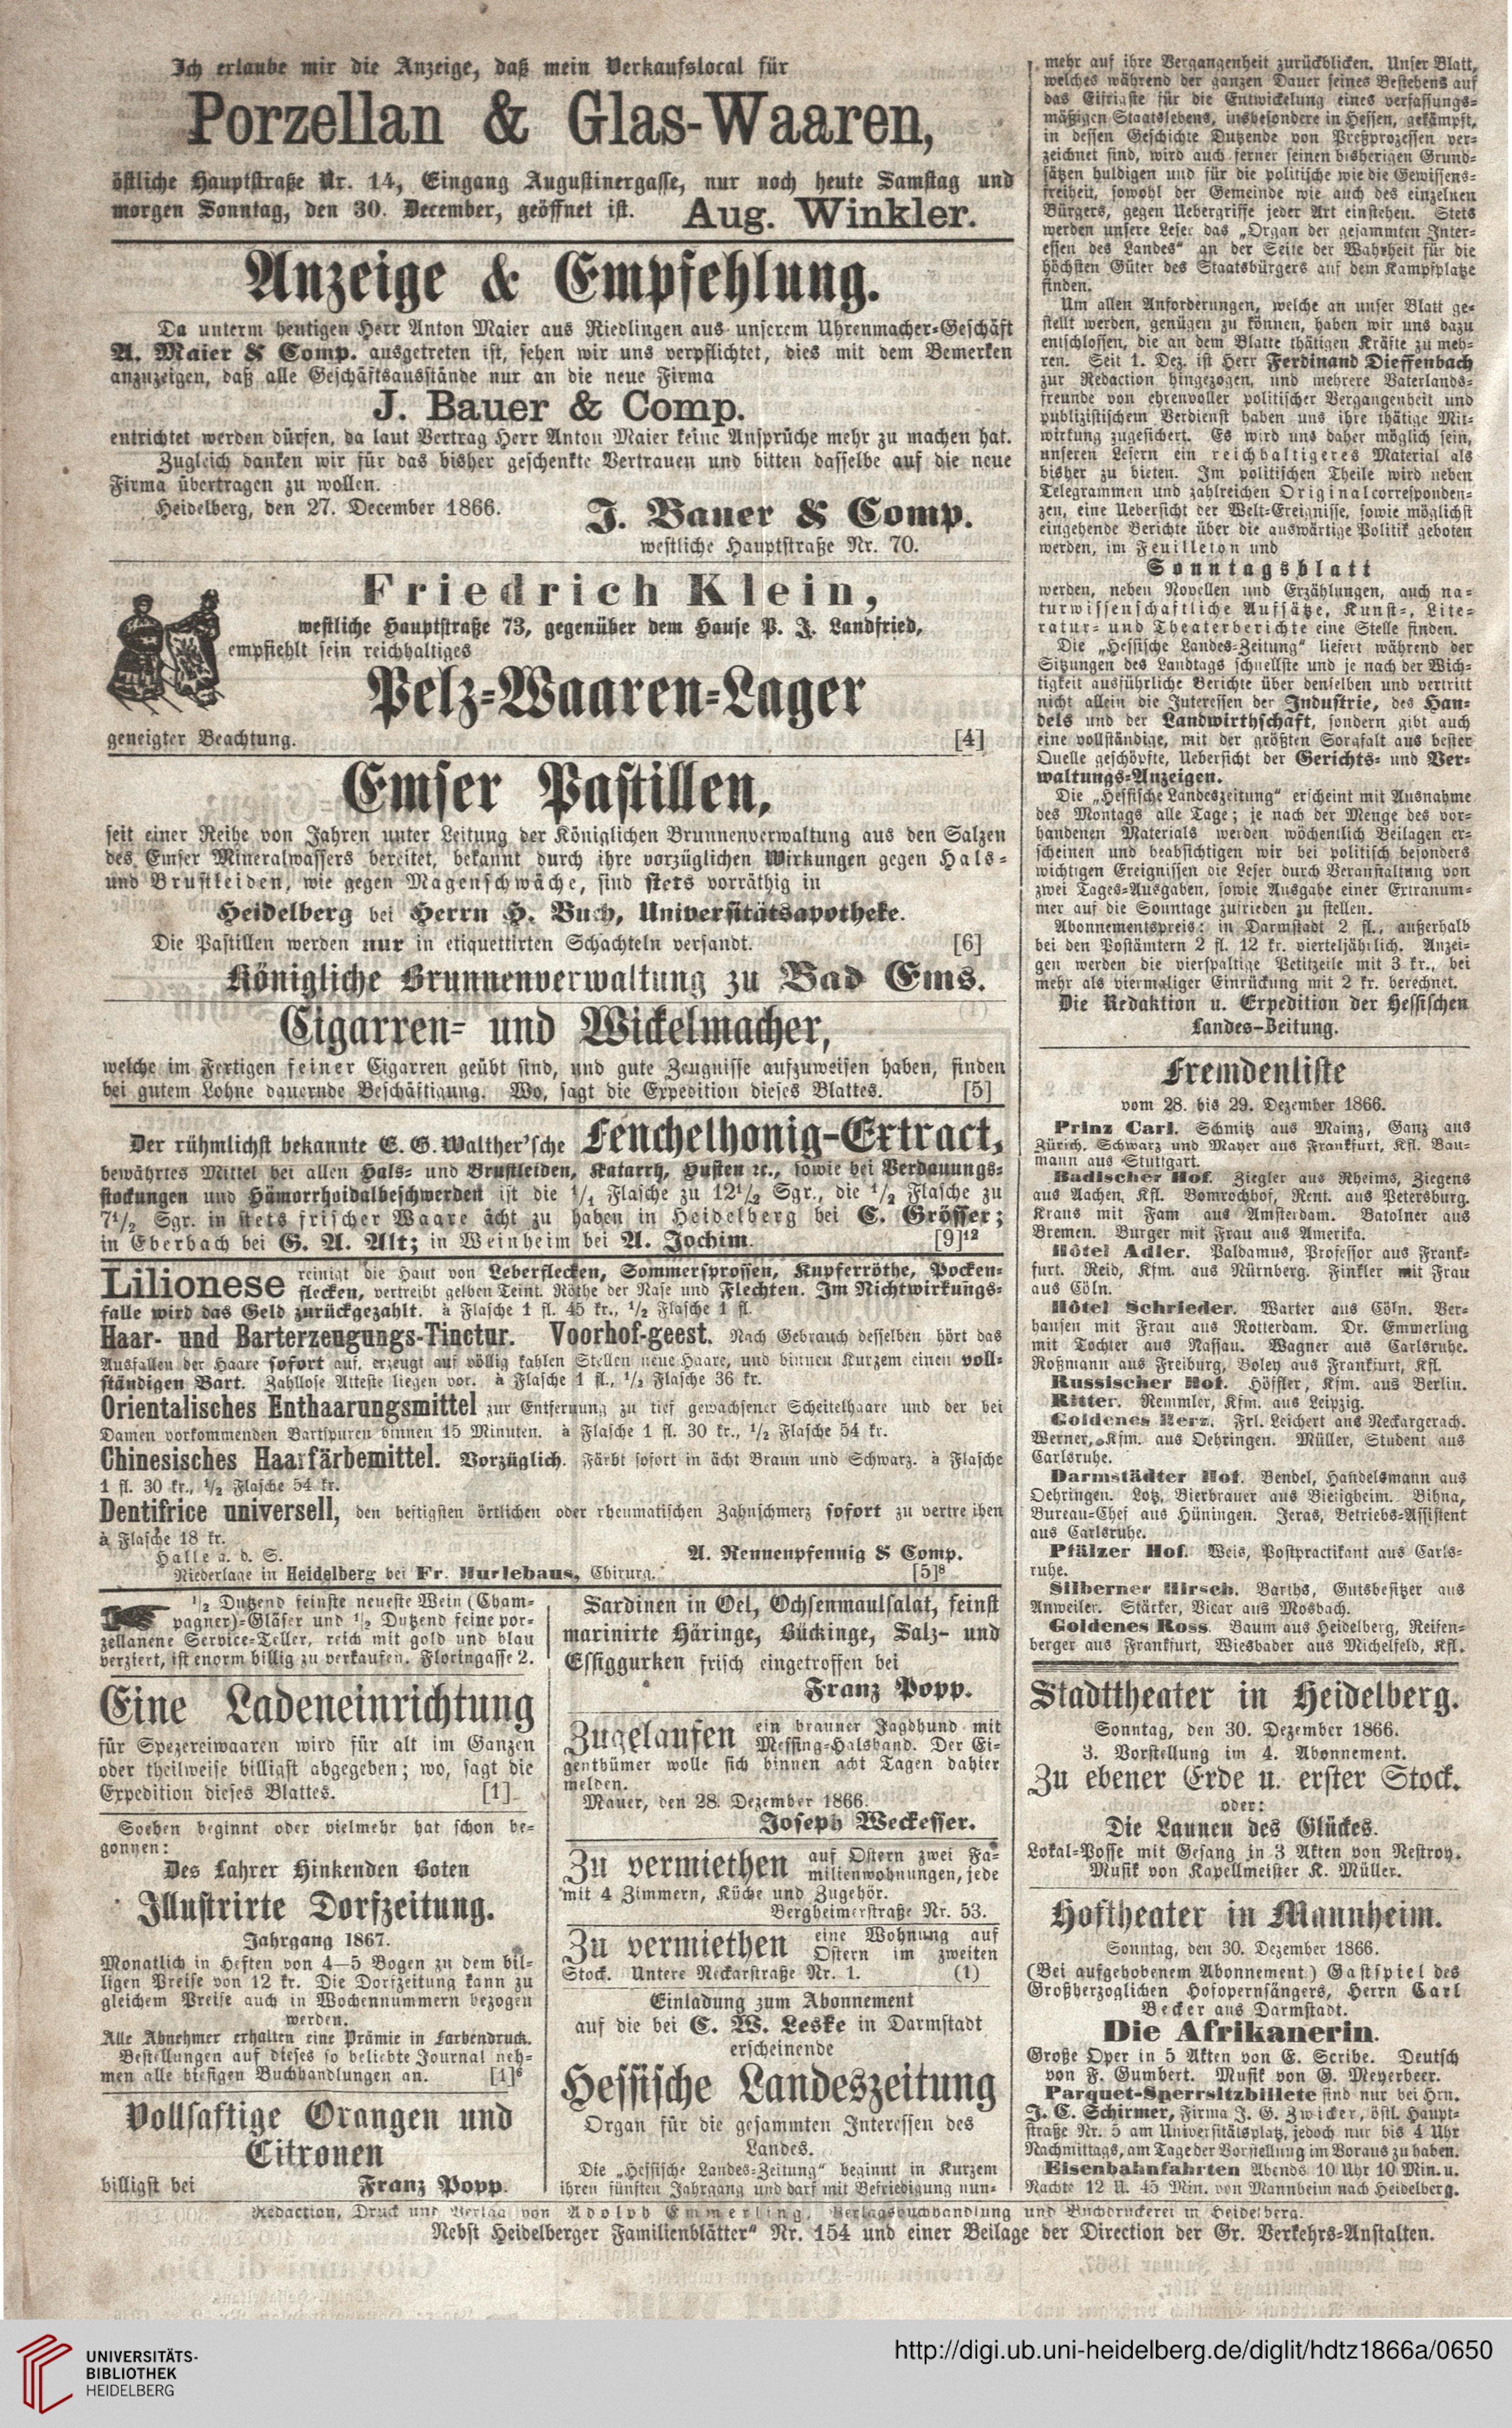 Ich erlaube mir die Anzeige, daß mein Verkaufslocal für
Porzellan & Glas-Waaren,
östliche Hauptstraße Nr. 14, Eingang Augustinergasse, nur noch heute Samstag und
morgen Sonntag, den 30. December, geöffnet ist. Aug. Winkler.
Anzeige & Empfehlung.
Da unterm heutigen Herr Anton Maier aus Riedlingen aus unserem Uhrenmacher-Geschäft
A. Maier & Comp. ausgetreten ist, sehen wir uns verpflichtet, dies mit dem Bemerken
anzuzeigen, daß alle Geschäftsausstände nur an die neue Firma
J. Bauer & Comp.
entrichtet werden dürfen, da laut Vertrag Herr Anton Maier keine Ansprüche mehr zu machen hat.
Zugleich danken wir für das bisher geschenkte Vertrauen und bitten dasselbe auf die neue
Firma übertragen zu wollen.
Heidelberg, den 27. December 1866. J. Bauer & Comp.
westliche Hauptstraße Nr. 70.
Friedrich Klein,
westliche Hauptstraße 73, gegenüber dem Hause P. J. Landfried,
empfiehlt sein reichhaltiges
Pelz-Waaren-Lager
geneigter Beachtung. [4]
Emser Pastillen,
seit einer Reihe von Jahren unter Leitung der Königlichen Brunnenverwaltung aus den Salzen
des Emser Mineralwassers bereitet, bekannt durch ihre vorzüglichen Wirkungen gegen Hals-
und Brustleiden, wie gegen Magenschwäche, sind stets vorräthig in
Heidelberg bei Herrn H. Buch, Universitätsapotheke.
Die Pastillen werden nur in etiquettirten Schachteln versandt. [6]
Königliche Brunnenverwaltung zu Bad Ems.
Cigarren- und Wickelmacher,
welche im Fertigen feiner Cigarren geübt sind, und gute Zeugnisse aufzuweisen haben, finden
bei gutem Lohne dauernde Beschäftigung. Wo, sagt die Expedition dieses Blattes. [5]
Der rühmlichst bekannte E. G. Walther'sche Fenchelhonig-Extract,
bewährtes Mittel bei allen Hals- und Brustleiden, Katarrh, Husten ꝛc., sowie bei Verdauungs-
stockungen und Hämorrhoidalbeschwerden ist die 1/1 Flasche zu 12½ Sgr., die ½ Flasche zu
7½ Sgr. in stets frischer Waare ächt zu haben in Heidelberg bei C. Grösser;
in Eberbach bei G. A. Alt; in Weinheim bei A. Jochim. [9]12
Lilionese reinigt die Haut von Leberflecken, Sommersprossen, Kupferröthe, Pocken-
flecken, vertreibt gelben Teint. Röthe der Nase und Flechten. Im Nichtwirkungs-
falle wird das Geld zurückgezahlt. à Flasche 1 fl. 45 kr., ½ Flasche 1 fl.
Haar- und Barterzeugungs-Tinctur. Voorhof-geest. Nach Gebrauch desselben hört das
Ausfallen der Haare sofort auf, erzeugt auf völlig kahlen Stellen neue Haare, und binnen Kurzem einen voll-
ständigen Bart. Zahllose Atteste liegen vor. à Flasche 1 fl., ½ Flasche 36 kr.
Orientalisches Enthaarungsmittel zur Entfernung zu tief gewachsener Scheitelhaare und der bei
Damen vorkommenden Bartspuren binnen 15 Minuten. à Flasche 1 fl. 30 kr., ½ Flasche 54 kr.
Chinesisches Haarfärbemittel. Vorzüglich. Färbt sofort in ächt Braun und Schwarz. à Flasche
1 fl. 30 kr., ½ Flasche 54 kr.
Dentifrice universell, den heftigsten örtlichen oder rheumatischen Zahnschmerz sofort zu vertreiben
à Flasche 18 kr.
Halle a. d. S. A. Rennenpfennig & Comp.
Niederlage in Heidelberg bei Fr. Hurlebaus, Chirurg. [5]8
½ Dutzend feinste neueste Wein (Cham-
pagner)-Gläser und ½ Dutzend feine por-
zellanene Service-Teller, reich mit gold und blau
verziert, ist enorm billig zu verkaufen. Floringasse 2.
Eine Ladeneinrichtung
für Spezereiwaaren wird für alt im Ganzen
oder theilweise billigst abgegeben; wo, sagt die
Expedition dieses Blattes. [1]
Soeben beginnt oder vielmehr hat schon be-
gonnen:
Des Lahrer Hinkenden Boten
Illustrirte Dorfzeitung.
Jahrgang 1867.
Monatlich in Heften von 4—5 Bogen zu dem bil-
ligen Preise von 12 kr. Die Dorfzeitung kann zu
gleichem Preise auch in Wochennummern bezogen
werden.
Alle Abnehmer erhalten eine Prämie in Farbendruck.
Bestellungen auf dieses so beliebte Journal neh-
men alle hiesigen Buchhandlungen an. [1]6
Vollsaftige Orangen und
Citronen
billigst bei Franz Popp.
Sardinen in Oel, Ochsenmaulsalat, feinst
marinirte Häringe, Bückinge, Salz- und
Essiggurken frisch eingetroffen bei
Franz Popp.
Zugelaufen ein brauner Jagdhund mit
Messing-Halsband. Der Ei-
genthümer wolle sich binnen acht Tagen dahier
melden.
Mauer, den 28. Dezember 1866.
Joseph Weckesser.
Zu vermiethen auf Ostern zwei Fa-
milienwohnungen, jede
mit 4 Zimmern, Küche und Zugehör.
Bergheimerstraße Nr. 53.
Zu vermiethen eine Wohnung auf
Ostern im zweiten
Stock. Untere Neckarstraße Nr. 1. (1)
Einladung zum Abonnement
auf die bei C. W. Leske in Darmstadt
erscheinende
Hessische Landeszeitung
Organ für die gesammten Interessen des
Landes.
Die „Hessische Landes-Zeitung“ beginnt in Kurzem
ihren fünften Jahrgang und darf mit Befriedigung nun-
mehr auf ihre Vergangenheit zurückblicken. Unser Blatt,
welches während der ganzen Dauer seines Bestehens auf
das Eifrigste für die Entwickelung eines verfassungs-
mäßigen Staatslebens, insbesondere in Hessen, gekämpft,
in dessen Geschichte Dutzende von Preßprozessen ver-
zeichnet sind, wird auch ferner seinen bisherigen Grund-
sätzen huldigen und für die politische wie die Gewissens-
freiheit, sowohl der Gemeinde wie auch des einzelnen
Bürgers, gegen Uebergriffe jeder Art einstehen. Stets
werden unsere Leser das „Organ der gesammten Inter-
essen des Landes“ an der Seite der Wahrheit für die
höchsten Güter des Staatsbürgers auf dem Kampfplatze
finden.
Um allen Anforderungen, welche an unser Blatt ge-
stellt werden, genügen zu können, haben wir uns dazu
entschlossen, die an dem Blatte thätigen Kräfte zu meh-
ren. Seit 1. Dez. ist Herr Ferdinand Dieffenbach
zur Redaction hingezogen, und mehrere Vaterlands-
freunde von ehrenvoller politischer Vergangenheit und
publizistischem Verdienst haben uns ihre thätige Mit-
wirkung zugesichert. Es wird uns daher möglich sein,
unseren Lesern ein reichhaltigeres Material als
bisher zu bieten. Im politischen Theile wird neben
Telegrammen und zahlreichen Originalcorresponden-
zen, eine Uebersicht der Welt-Ereignisse, sowie möglichst
eingehende Berichte über die auswärtige Politik geboten
werden, im Feuilleton und
Sonntagsblatt
werden, neben Novellen und Erzählungen, auch na-
turwissenschaftliche Aufsätze, Kunst-, Lite-
ratur- und Theaterberichte eine Stelle finden.
Die „Hessische Landes-Zeitung“ liefert während der
Sitzungen des Landtags schnellste und je nach der Wich-
tigkeit ausführliche Berichte über denselben und vertritt
nicht allein die Interessen der Industrie, des Han-
dels und der Landwirthschaft, sondern gibt auch
eine vollständige, mit der größten Sorgfalt aus bester
Quelle geschöpfte, Uebersicht der Gerichts- und Ver-
waltungs-Anzeigen.
Die „Hessische Landeszeitung“ erscheint mit Ausnahme
des Montags alle Tage; je nach der Menge des vor-
handenen Materials werden wöchentlich Beilagen er-
scheinen und beabsichtigen wir bei politisch besonders
wichtigen Ereignissen die Leser durch Veranstaltung von
zwei Tages-Ausgaben, sowie Ausgabe einer Extranum-
mer auf die Sonntage zufrieden zu stellen.
Abonnementspreis: in Darmstadt 2 fl., außerhalb
bei den Postämtern 2 fl. 12 kr. vierteljährlich. Anzei-
gen werden die vierspaltige Petitzeile mit 3 kr., bei
mehr als viermaliger Einrückung mit 2 kr. berechnet.
Die Redaktion u. Expedition der Hessischen
Landes-Zeitung.
Fremdenliste
vom 28. bis 29. Dezember 1866.
Prinz Carl. Schmitz aus Mainz, Ganz aus
Zürich, Schwarz und Mayer aus Frankfurt, Kfl. Bau-
mann aus Stuttgart.
Badischer Hof. Ziegler aus Rheims, Ziegens
aus Aachen, Kfl. Bomrochhof, Rent. aus Petersburg.
Kraus mit Fam aus Amsterdam. Batolner aus
Bremen. Burger mit Frau aus Amerika.
Hôtel Adler. Paldamus, Professor aus Frank-
furt. Reid, Kfm. aus Nürnberg. Finkler mit Frau
aus Cöln.
Hôtel Schrieder. Warter aus Cöln. Ver-
hausen mit Frau aus Rotterdam. Dr. Emmerling
mit Tochter aus Nassau. Wagner aus Carlsruhe.
Roßmann aus Freiburg, Boley aus Frankfurt, Kfl.
Russischer Hof. Höffler, Kfm. aus Berlin.
Ritter. Remmler, Kfm. aus Leipzig.
Goldenes Herz. Frl. Leichert aus Neckargerach.
Werner, Kfm. aus Oehringen. Müller, Student aus
Carlsruhe.
Darmstädter Hof. Bendel, Handelsmann aus
Oehringen. Lotz, Bierbrauer aus Bietigheim. Bihna,
Bureau-Chef aus Hüningen. Jeras, Betriebs-Assistent
aus Carlsruhe.
Pfälzer Hof. Weis, Postpractikant aus Carls-
ruhe.
Silberner Hirsch. Barths, Gutsbesitzer aus
Anweiler. Stärker, Vicar aus Mosbach.
Goldenes Ross. Baum aus Heidelberg, Reifen-
berger aus Frankfurt, Wiesbader aus Michelfeld, Kfl.
Stadttheater in Heidelberg.
Sonntag, den 30. Dezember 1866.
3. Vorstellung im 4. Abonnement.
Zu ebener Erde u. erster Stock.
oder:
Die Launen des Glückes.
Lokal-Posse mit Gesang in 3 Akten von Nestroy.
Musik von Kapellmeister K. Müller.
Hoftheater in Mannheim.
Sonntag, den 30. Dezember 1866.
(Bei aufgehobenem Abonnement) Gastspiel des
Großherzoglichen Hofopernsängers, Herrn Carl
Becker aus Darmstadt.
Die Afrikanerin.
Große Oper in 5 Akten von E. Scribe. Deutsch
von F. Gumbert. Musik von G. Meyerbeer.
Parquet-Sperrsitzbillete sind nur bei Hrn.
J. C. Schirmer, Firma J. G. Zwicker, östl. Haupt-
straße Nr. 5 am Universitätsplatz, jedoch nur bis 4 Uhr
Nachmittags, am Tage der Vorstellung im Voraus zu haben.
Eisenbahnfahrten Abends 10 Uhr 10 Min. u.
Nachts 12 U. 45 Min. von Mannheim nach Heidelberg.
Redaction, Druck und Verlag von Adolph Emmerling, Verlagsbuchhandlung und Buchdruckerei in Heidelberg.
Nebst Heidelberger Familienblätter" Nr. 154 und einer Beilage der Direction der Gr. Verkehrs-Anstalten.
UNIVERSITÄTS-
BIBLIOTHEK
HEIDELBERG
http://digi.ub.uni-heidelberg.de/diglit/hdtz1866a/0650